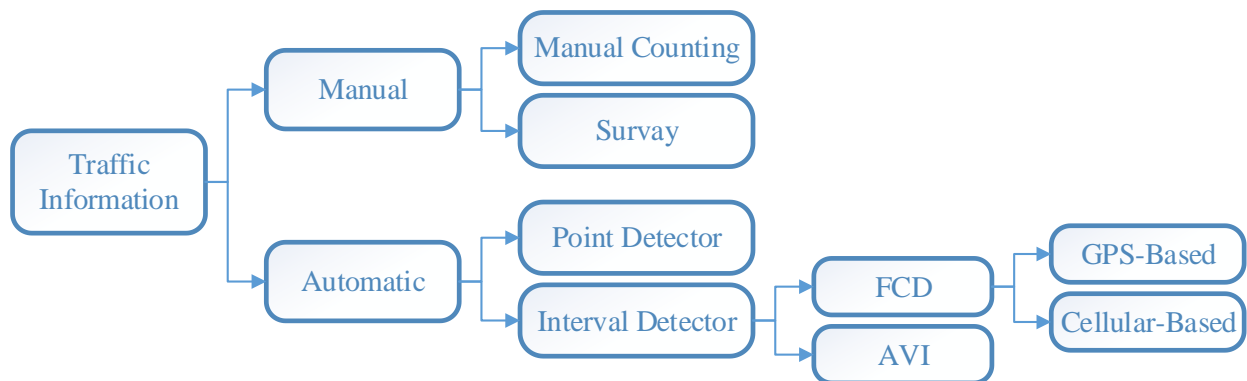 Traffic
Information
Manual
Manual Counting
Survay
Automatic
Point Detector
Interval Detector
FCD
AVI
GPS-Based
Cellular-Based